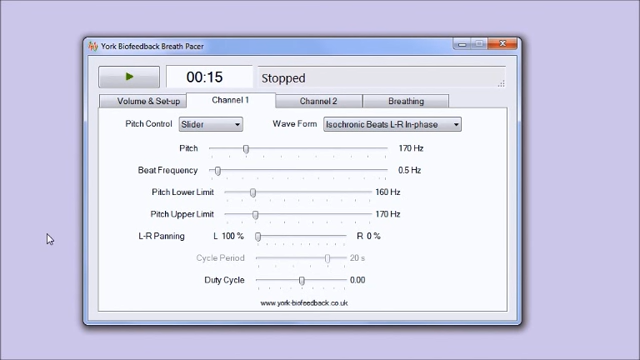 York Biofeedback Breath Pacer
00:15 Stopped
Volume & Set-up Channel 1 Channel 2 Breathing
Pitch Control Slider Wave Form Isochronic Beats L-R In-phase
Pitch 170 Hz
Beat Frequency 0.5 Hz
Pitch Lower Limit 160 Hz
Pitch Upper Limit 170 Hz
L-R Panning L 100 % R 0 %
Cycle Period 20 s
Duty Cycle 0.00
www.york-biofeedback.co.uk